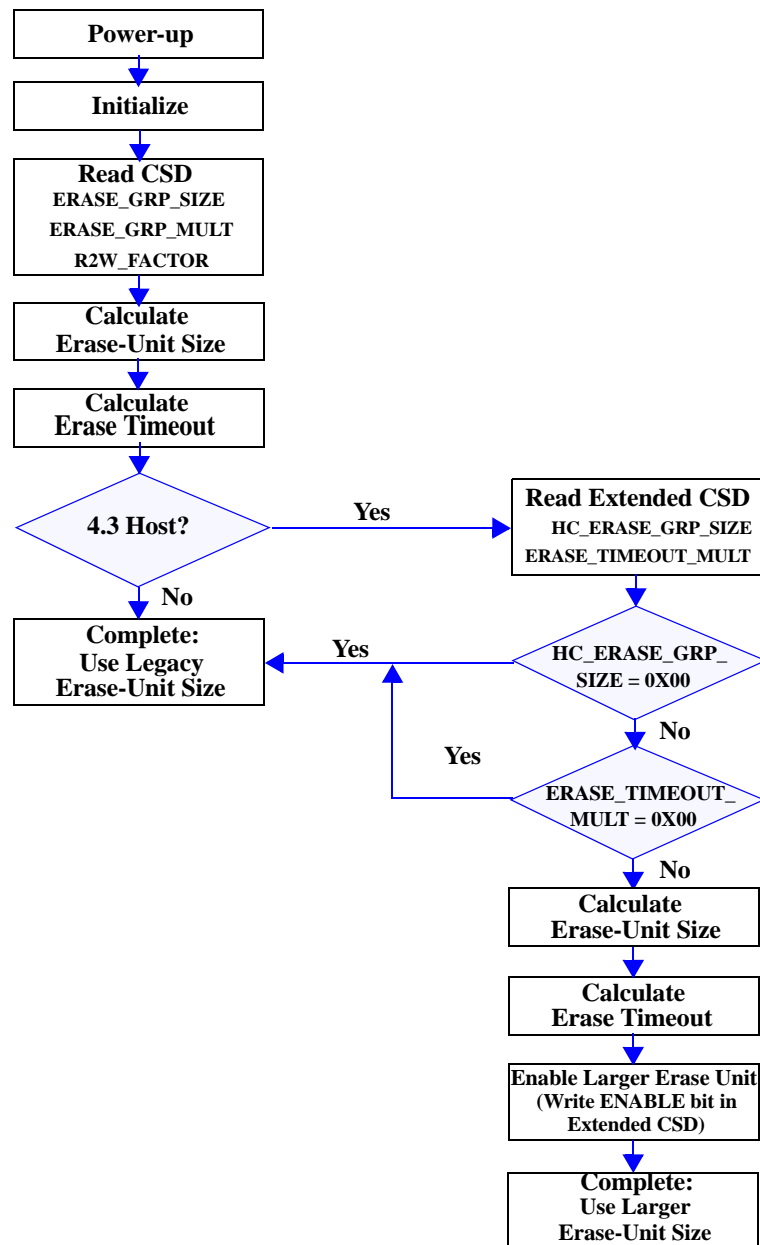 Power-up
Initialize
Read CSD
ERASE_GRP_SIZE
ERASE_GRP_MULT
R2W_FACTOR
Calculate
Erase-Unit Size
Calculate
Erase Timeout
4.3 Host?
Yes
No
Complete:
Use Legacy
Erase-Unit Size
Read Extended CSD
HC_ERASE_GRP_SIZE
ERASE_TIMEOUT_MULT
HC_ERASE_GRP_
SIZE = 0X00
Yes
No
ERASE_TIMEOUT_
MULT = 0X00
Yes
No
Calculate
Erase-Unit Size
Calculate
Erase Timeout
Enable Larger Erase Unit
(Write ENABLE bit in
Extended CSD)
Complete:
Use Larger
Erase-Unit Size